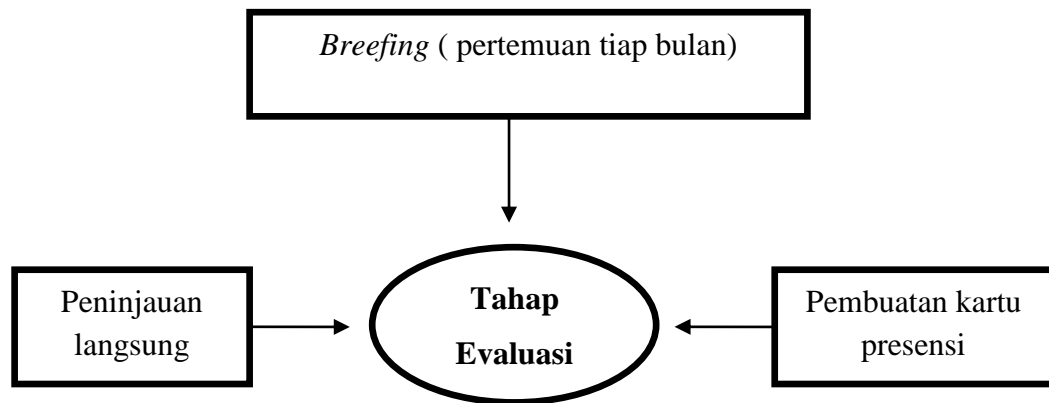 Breefing ( pertemuan tiap bulan)
Peninjauan
langsung
Tahap
Evaluasi
Pembuatan kartu
presensi